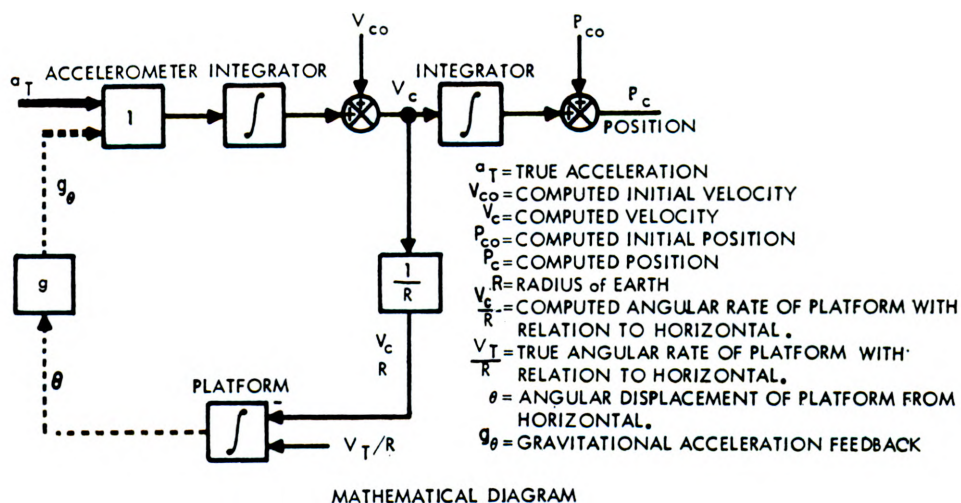 V co
P co
ACCELEROMETER INTEGRATOR
V c
INTEGRATOR
P c
a T
1
∫
∫
POSITION
g θ
a T = TRUE ACCELERATION
V co = COMPUTED INITIAL VELOCITY
V c = COMPUTED VELOCITY
P co = COMPUTED INITIAL POSITION
P c = COMPUTED POSITION
R = RADIUS of EARTH
V c / R = COMPUTED ANGULAR RATE OF PLATFORM WITH
RELATION TO HORIZONTAL.
V T / R = TRUE ANGULAR RATE OF PLATFORM WITH
RELATION TO HORIZONTAL.
θ = ANGULAR DISPLACEMENT OF PLATFORM FROM
HORIZONTAL.
g θ = GRAVITATIONAL ACCELERATION FEEDBACK
g
1
R
V c
R
θ
PLATFORM
∫
V T/R
MATHEMATICAL DIAGRAM